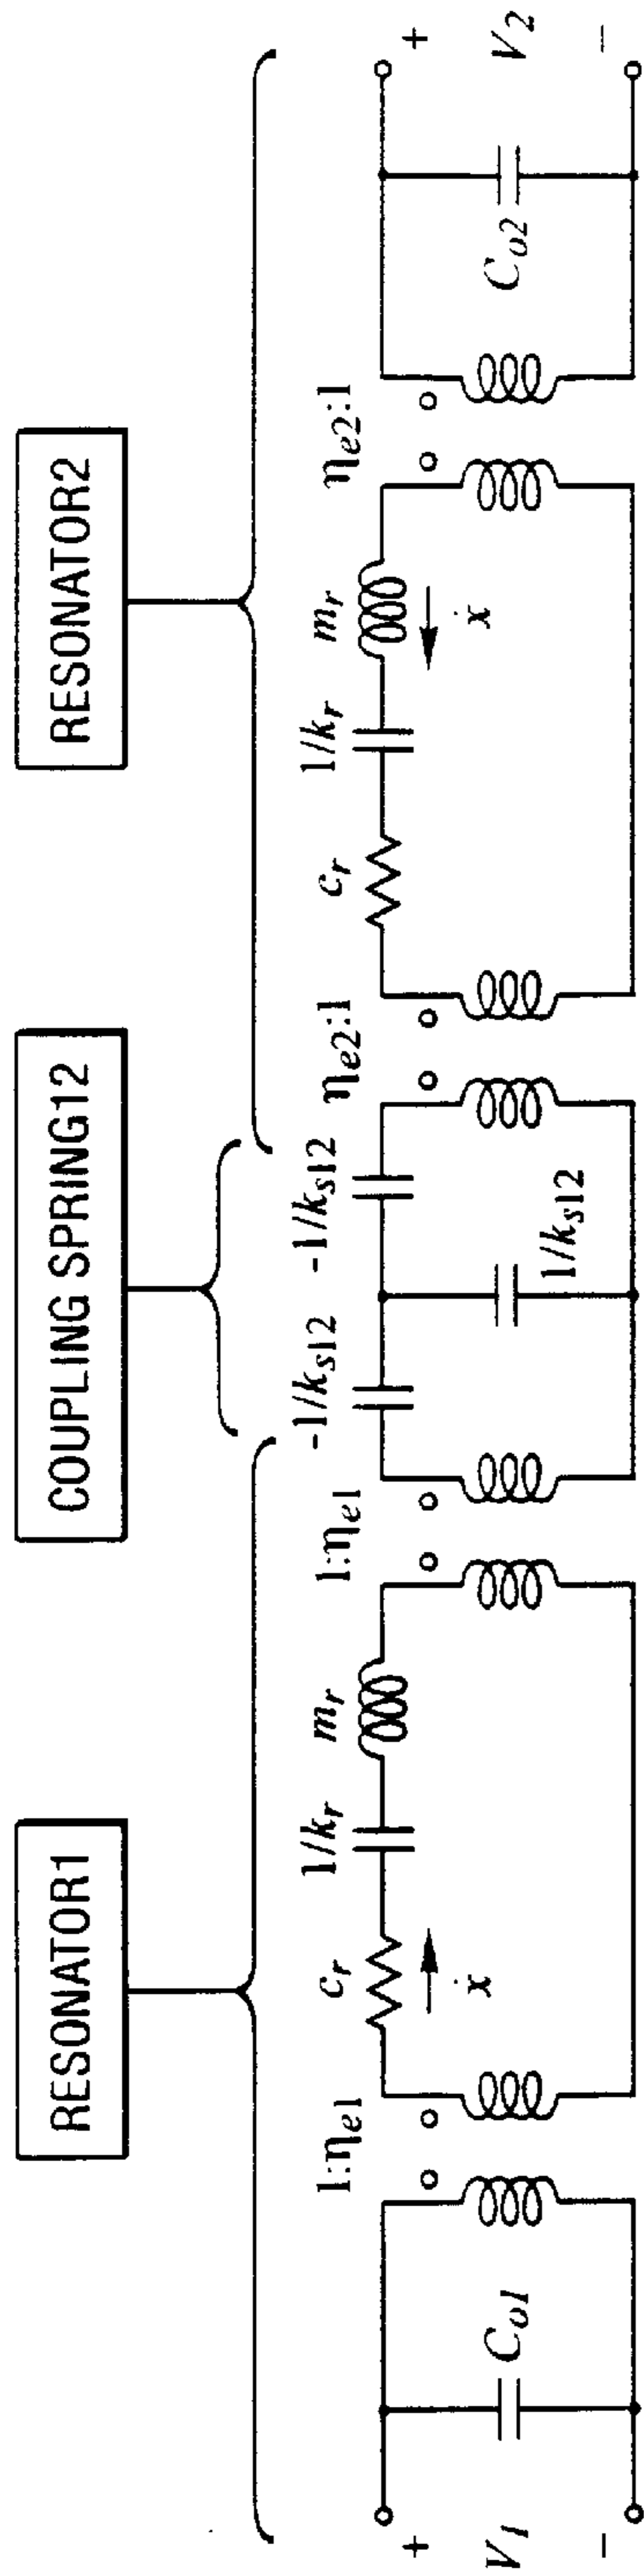 RESONATOR1
COUPLING SPRING12
RESONATOR2
1:ηe1
cr
1/kr
mr
1:ηe1
-1/ks12
-1/ks12
ηe2:1
cr
1/kr
mr
ηe2:1
+
V1
−
Co1
ẋ
1/ks12
ẋ
Co2
+
V2
−